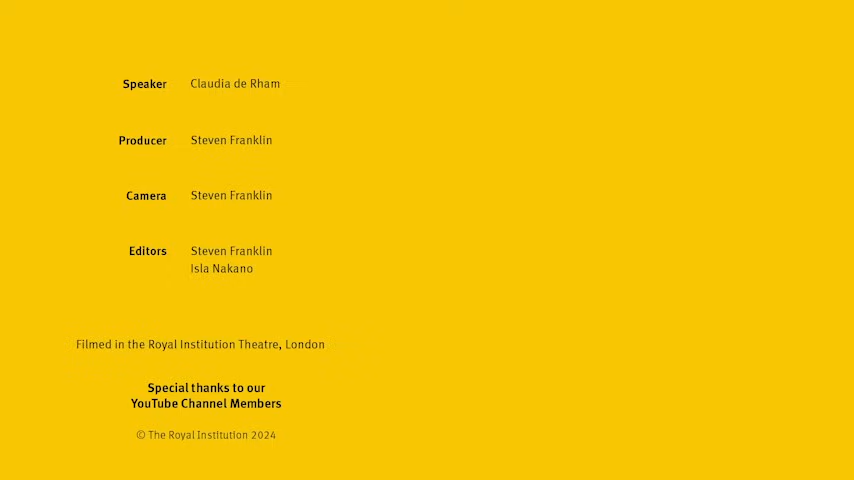 Speaker Claudia de Rham
Producer Steven Franklin
Camera Steven Franklin
Editors Steven Franklin
Isla Nakano
Filmed in the Royal Institution Theatre, London
Special thanks to our
YouTube Channel Members
© The Royal Institution 2024